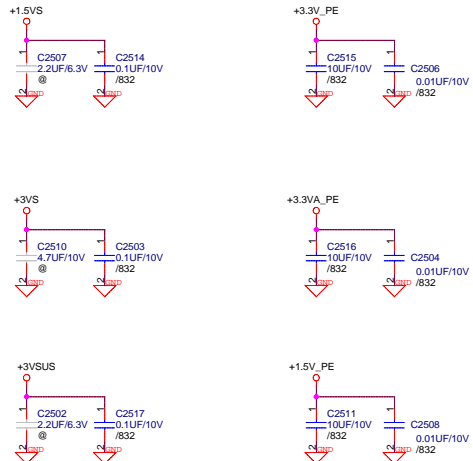 +1.5VS
1
1
C2507
2.2UF/6.3V
@
C2514
0.1UF/10V
/832
2
GND
2
GND
+3.3V_PE
1
1
C2515
10UF/10V
/832
C2506
0.01UF/10V
/832
2
GND
2
GND
+3VS
1
1
C2510
4.7UF/10V
@
C2503
0.1UF/10V
/832
2
GND
2
GND
+3.3VA_PE
1
1
C2516
10UF/10V
/832
C2504
0.01UF/10V
/832
2
GND
2
GND
+3VSUS
1
1
C2502
2.2UF/6.3V
@
C2517
0.1UF/10V
/832
2
GND
2
GND
+1.5V_PE
1
1
C2511
10UF/10V
/832
C2508
0.01UF/10V
/832
2
GND
2
GND